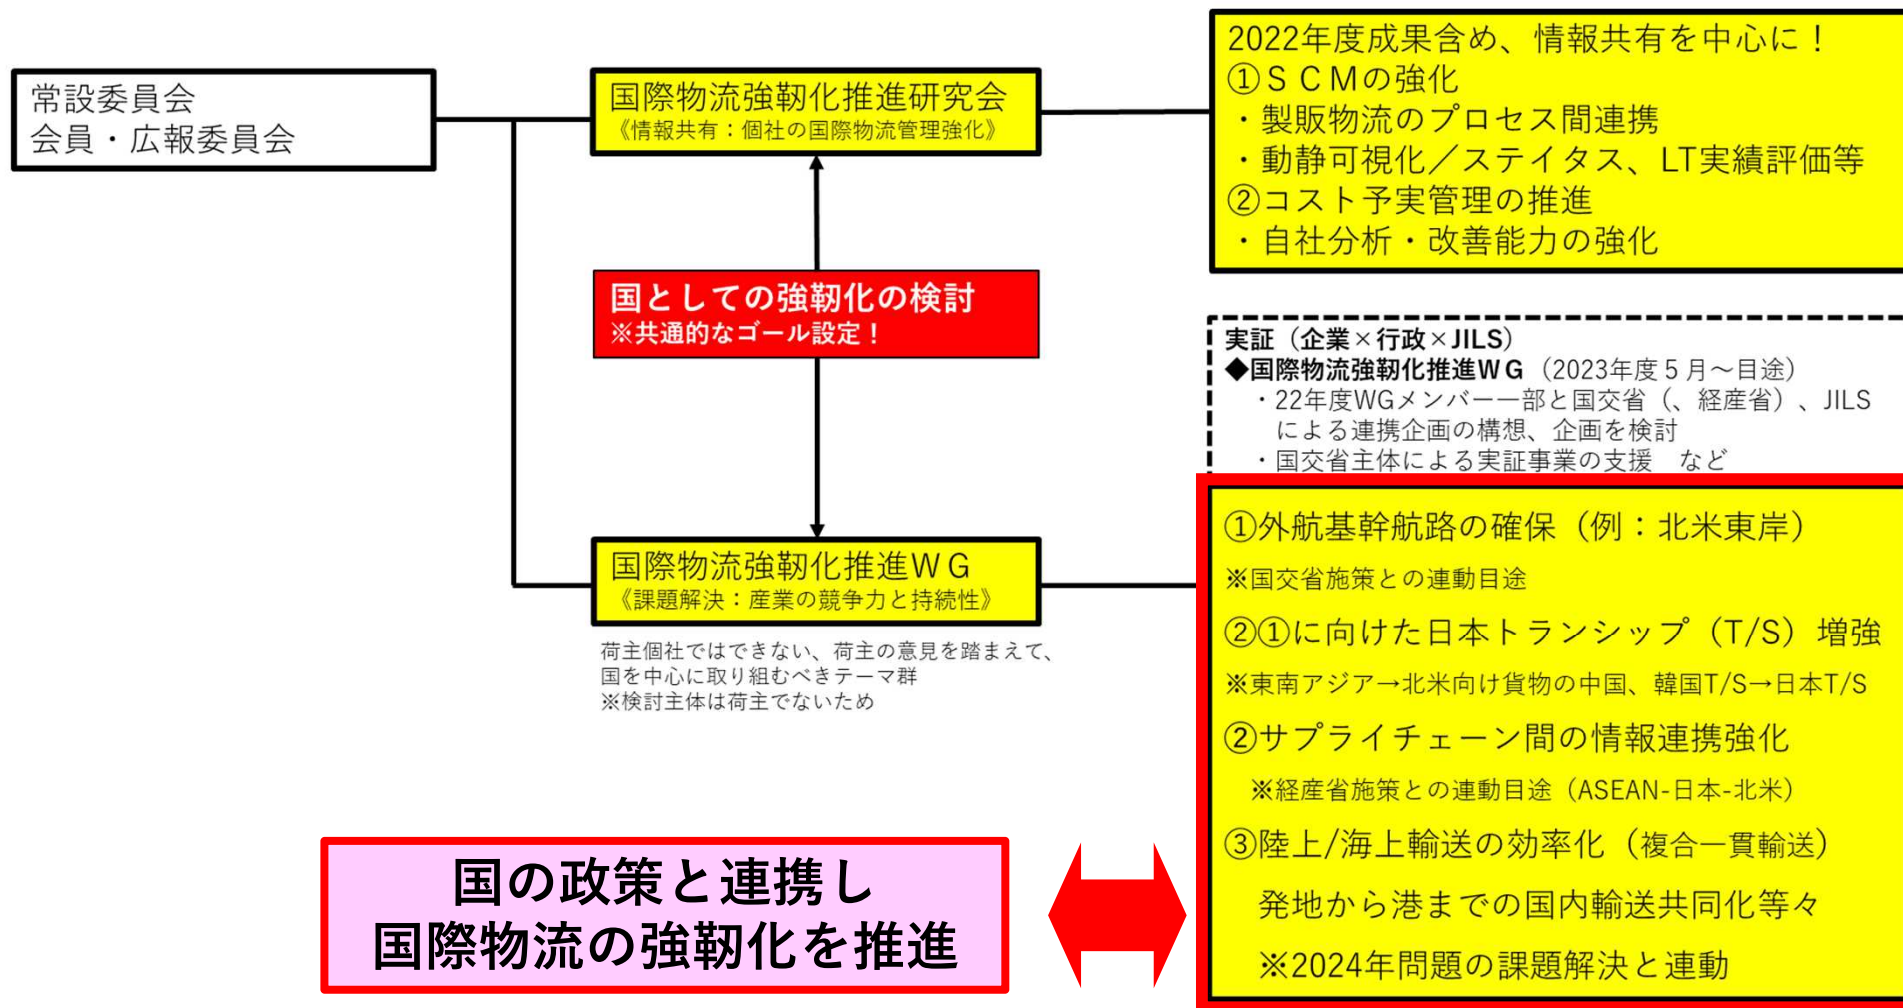 常設委員会
会員・広報委員会
国際物流強靭化推進研究会
《情報共有：個社の国際物流管理強化》
2022年度成果含め、情報共有を中心に！
①ＳＣＭの強化
・製販物流のプロセス間連携
・動静可視化／ステイタス、LT実績評価等
②コスト予実管理の推進
・自社分析・改善能力の強化
国としての強靭化の検討
※共通的なゴール設定！
実証（企業×行政×JILS）
◆国際物流強靭化推進ＷＧ（2023年度５月～目途）
・22年度WGメンバー一部と国交省（、経産省）、JILS
による連携企画の構想、企画を検討
・国交省主体による実証事業の支援　など
国際物流強靭化推進ＷＧ
《課題解決：産業の競争力と持続性》
荷主個社ではできない、荷主の意見を踏まえて、
国を中心に取り組むべきテーマ群
※検討主体は荷主でないため
①外航基幹航路の確保（例：北米東岸）
※国交省施策との連動目途
②①に向けた日本トランシップ（T/S）増強
※東南アジア→北米向け貨物の中国、韓国T/S→日本T/S
②サプライチェーン間の情報連携強化
※経産省施策との連動目途（ASEAN-日本-北米）
③陸上/海上輸送の効率化（複合一貫輸送）
発地から港までの国内輸送共同化等々
※2024年問題の課題解決と連動
国の政策と連携し
国際物流の強靭化を推進